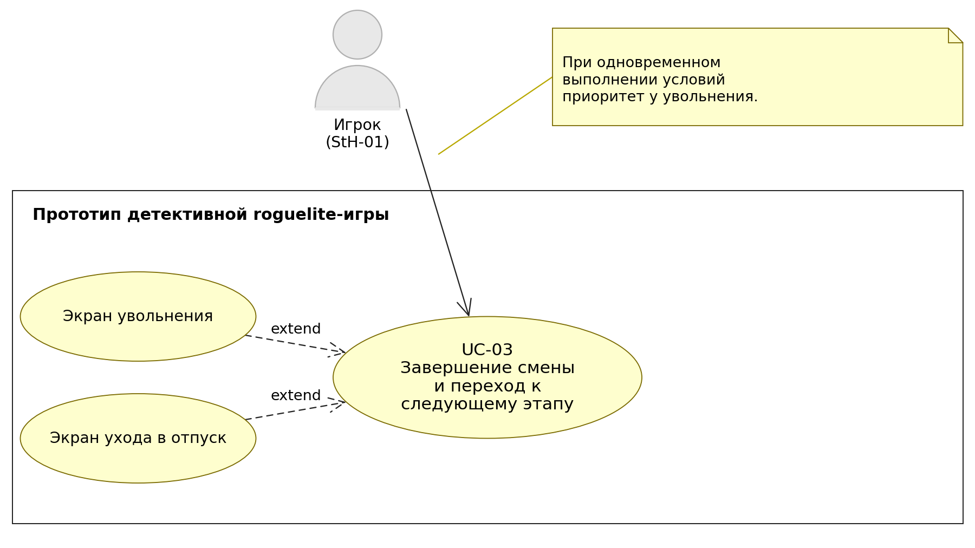 При одновременном
выполнении условий
приоритет у увольнения.
Игрок
(StH-01)
Прототип детективной roguelite-игры
Экран увольнения
extend
UC-03
Завершение смены
и переход к
следующему этапу
extend
Экран ухода в отпуск